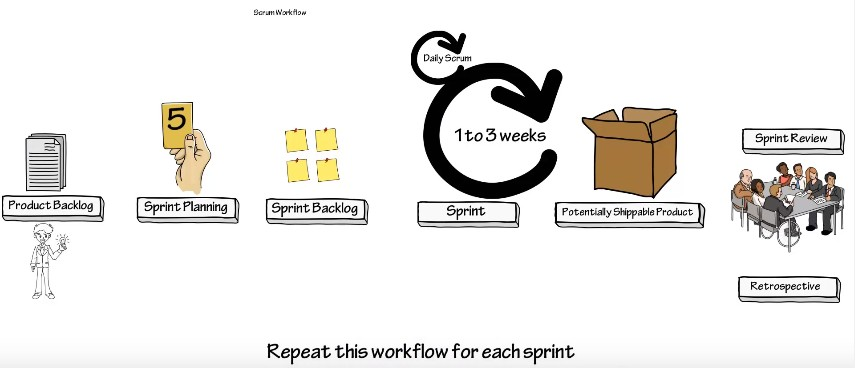 Scrum Workflow
Daily Scrum
5
1 to 3 weeks
Sprint Review
Product Backlog
Sprint Planning
Sprint Backlog
Sprint
Potentially Shippable Product
Retrospective
Repeat this workflow for each sprint